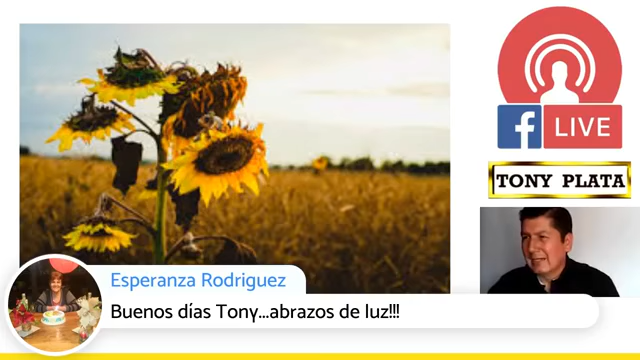 f LIVE
TONY PLATA
Esperanza Rodriguez
Buenos días Tony...abrazos de luz!!!